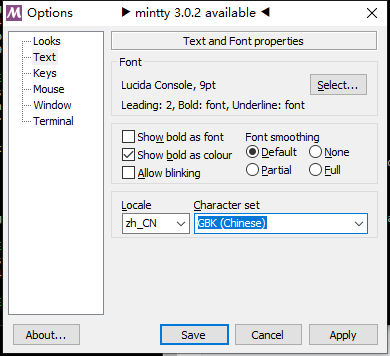 Options ▶ mintty 3.0.2 available ◀
Looks
Text
Keys
Mouse
Window
Terminal
Text and Font properties
Font
Lucida Console, 9pt
Select...
Leading: 2, Bold: font, Underline: font
Show bold as font
Show bold as colour
Allow blinking
Font smoothing
Default
None
Partial
Full
Locale
Character set
zh_CN
GBK (Chinese)
About...
Save
Cancel
Apply